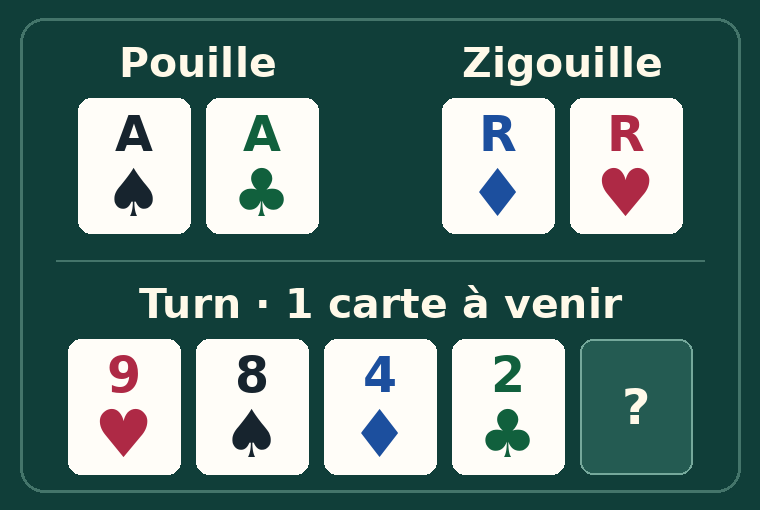 Pouille Zigouille
A♠ A♣ R♦ R♥
Turn · 1 carte à venir
9♥ 8♠ 4♦ 2♣ ?